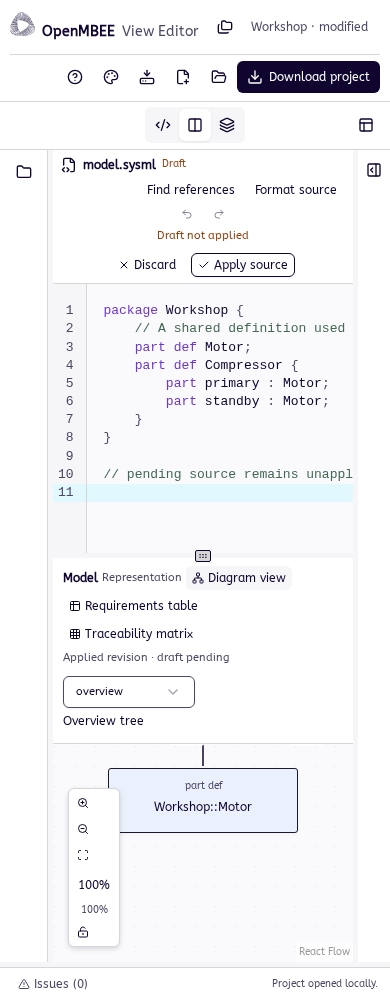 OpenMBEE View Editor Workshop · modified
Download project
model.sysml Draft
Find references Format source
Draft not applied
Discard Apply source
1 package Workshop {
2 // A shared definition used
3 part def Motor;
4 part def Compressor {
5 part primary : Motor;
6 part standby : Motor;
7 }
8 }
9
10 // pending source remains unappl
11
Model Representation Diagram view
Requirements table
Traceability matrix
Applied revision · draft pending
overview
Overview tree
part def
Workshop::Motor
100%
100%
React Flow
Issues (0) Project opened locally.